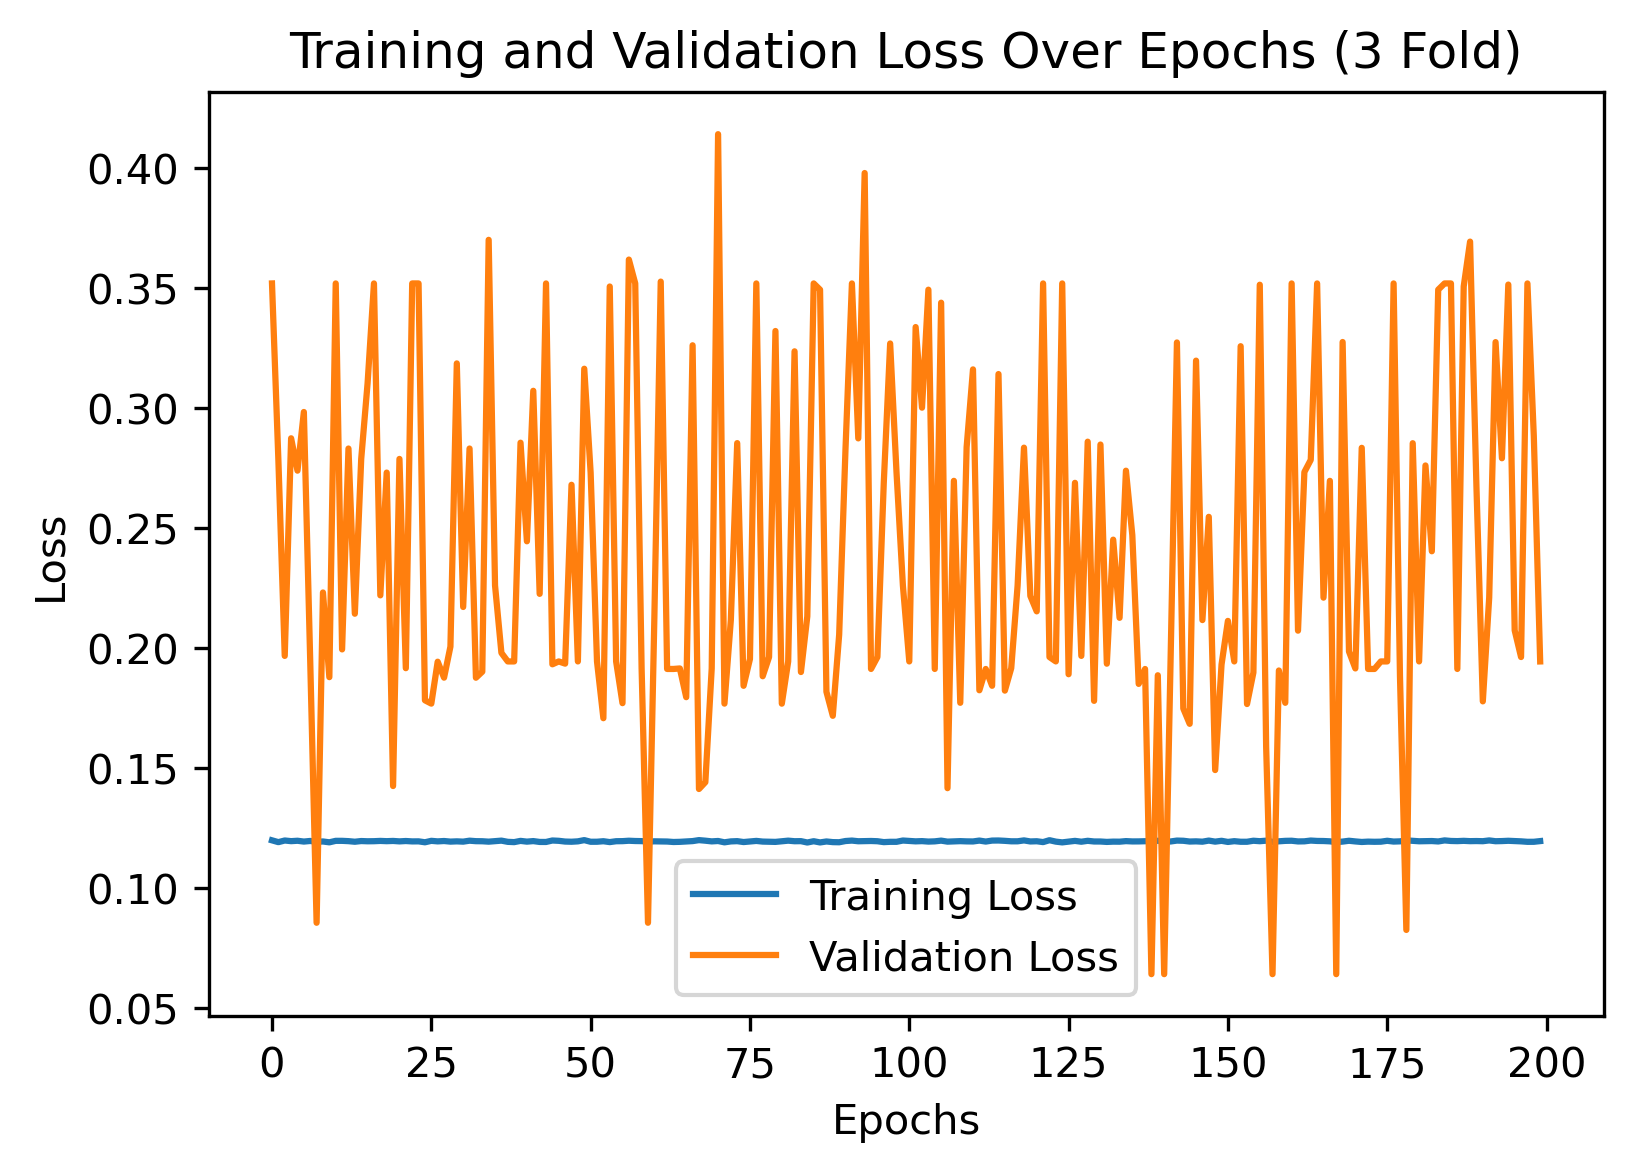 Training and Validation Loss Over Epochs (3 Fold)
0.40
0.35
0.30
0.25
0.20
0.15
0.10
0.05
Loss
Training Loss
Validation Loss
0 25 50 75 100 125 150 175 200
Epochs